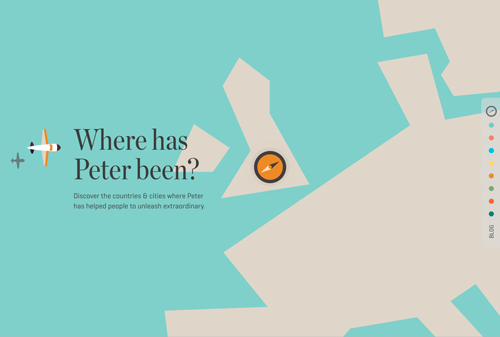 Where has
Peter been?
Discover the countries & cities where Peter
has helped people to unleash extraordinary.
BLOG